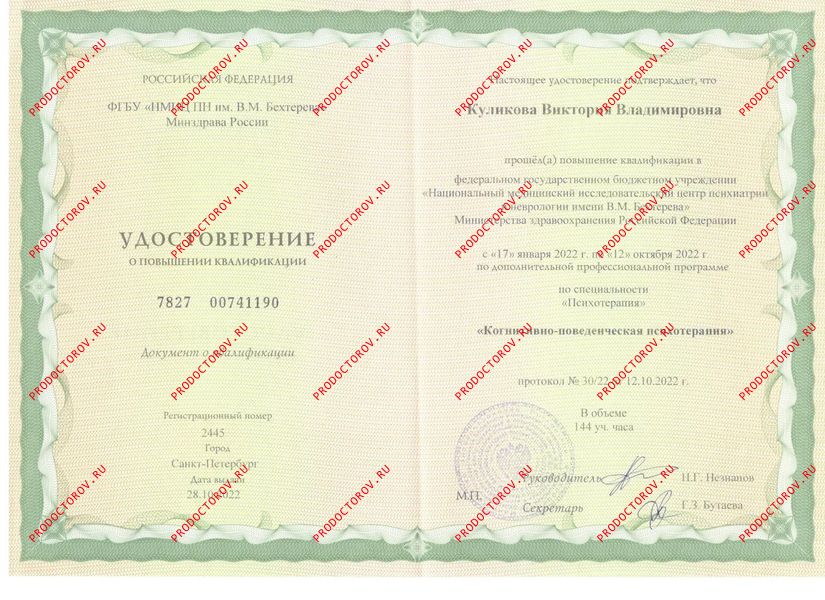 РОССИЙСКАЯ ФЕДЕРАЦИЯ
ФГБУ «НМИЦ ПН им. В.М. Бехтерева»
Минздрава России
УДОСТОВЕРЕНИЕ
О ПОВЫШЕНИИ КВАЛИФИКАЦИИ
7827 00741190
Документ о квалификации
Регистрационный номер
2445
Город
Санкт-Петербург
Дата выдачи
28.10.2022
Настоящее удостоверение подтверждает, что
Куликова Виктория Владимировна
прошёл(а) повышение квалификации в
федеральном государственном бюджетном учреждении
«Национальный медицинский исследовательский центр психиатрии
и неврологии имени В.М. Бехтерева»
Министерства здравоохранения Российской Федерации
с «17» января 2022 г. по «12» октября 2022 г.
по дополнительной профессиональной программе
по специальности
«Психотерапия»
«Когнитивно-поведенческая психотерапия»
протокол № 30/22 от 12.10.2022 г.
В объеме
144 уч. часа
Руководитель Н.Г. Незнанов
М.П.
Секретарь Г.З. Бутаева
PRODOCTOROV.RU